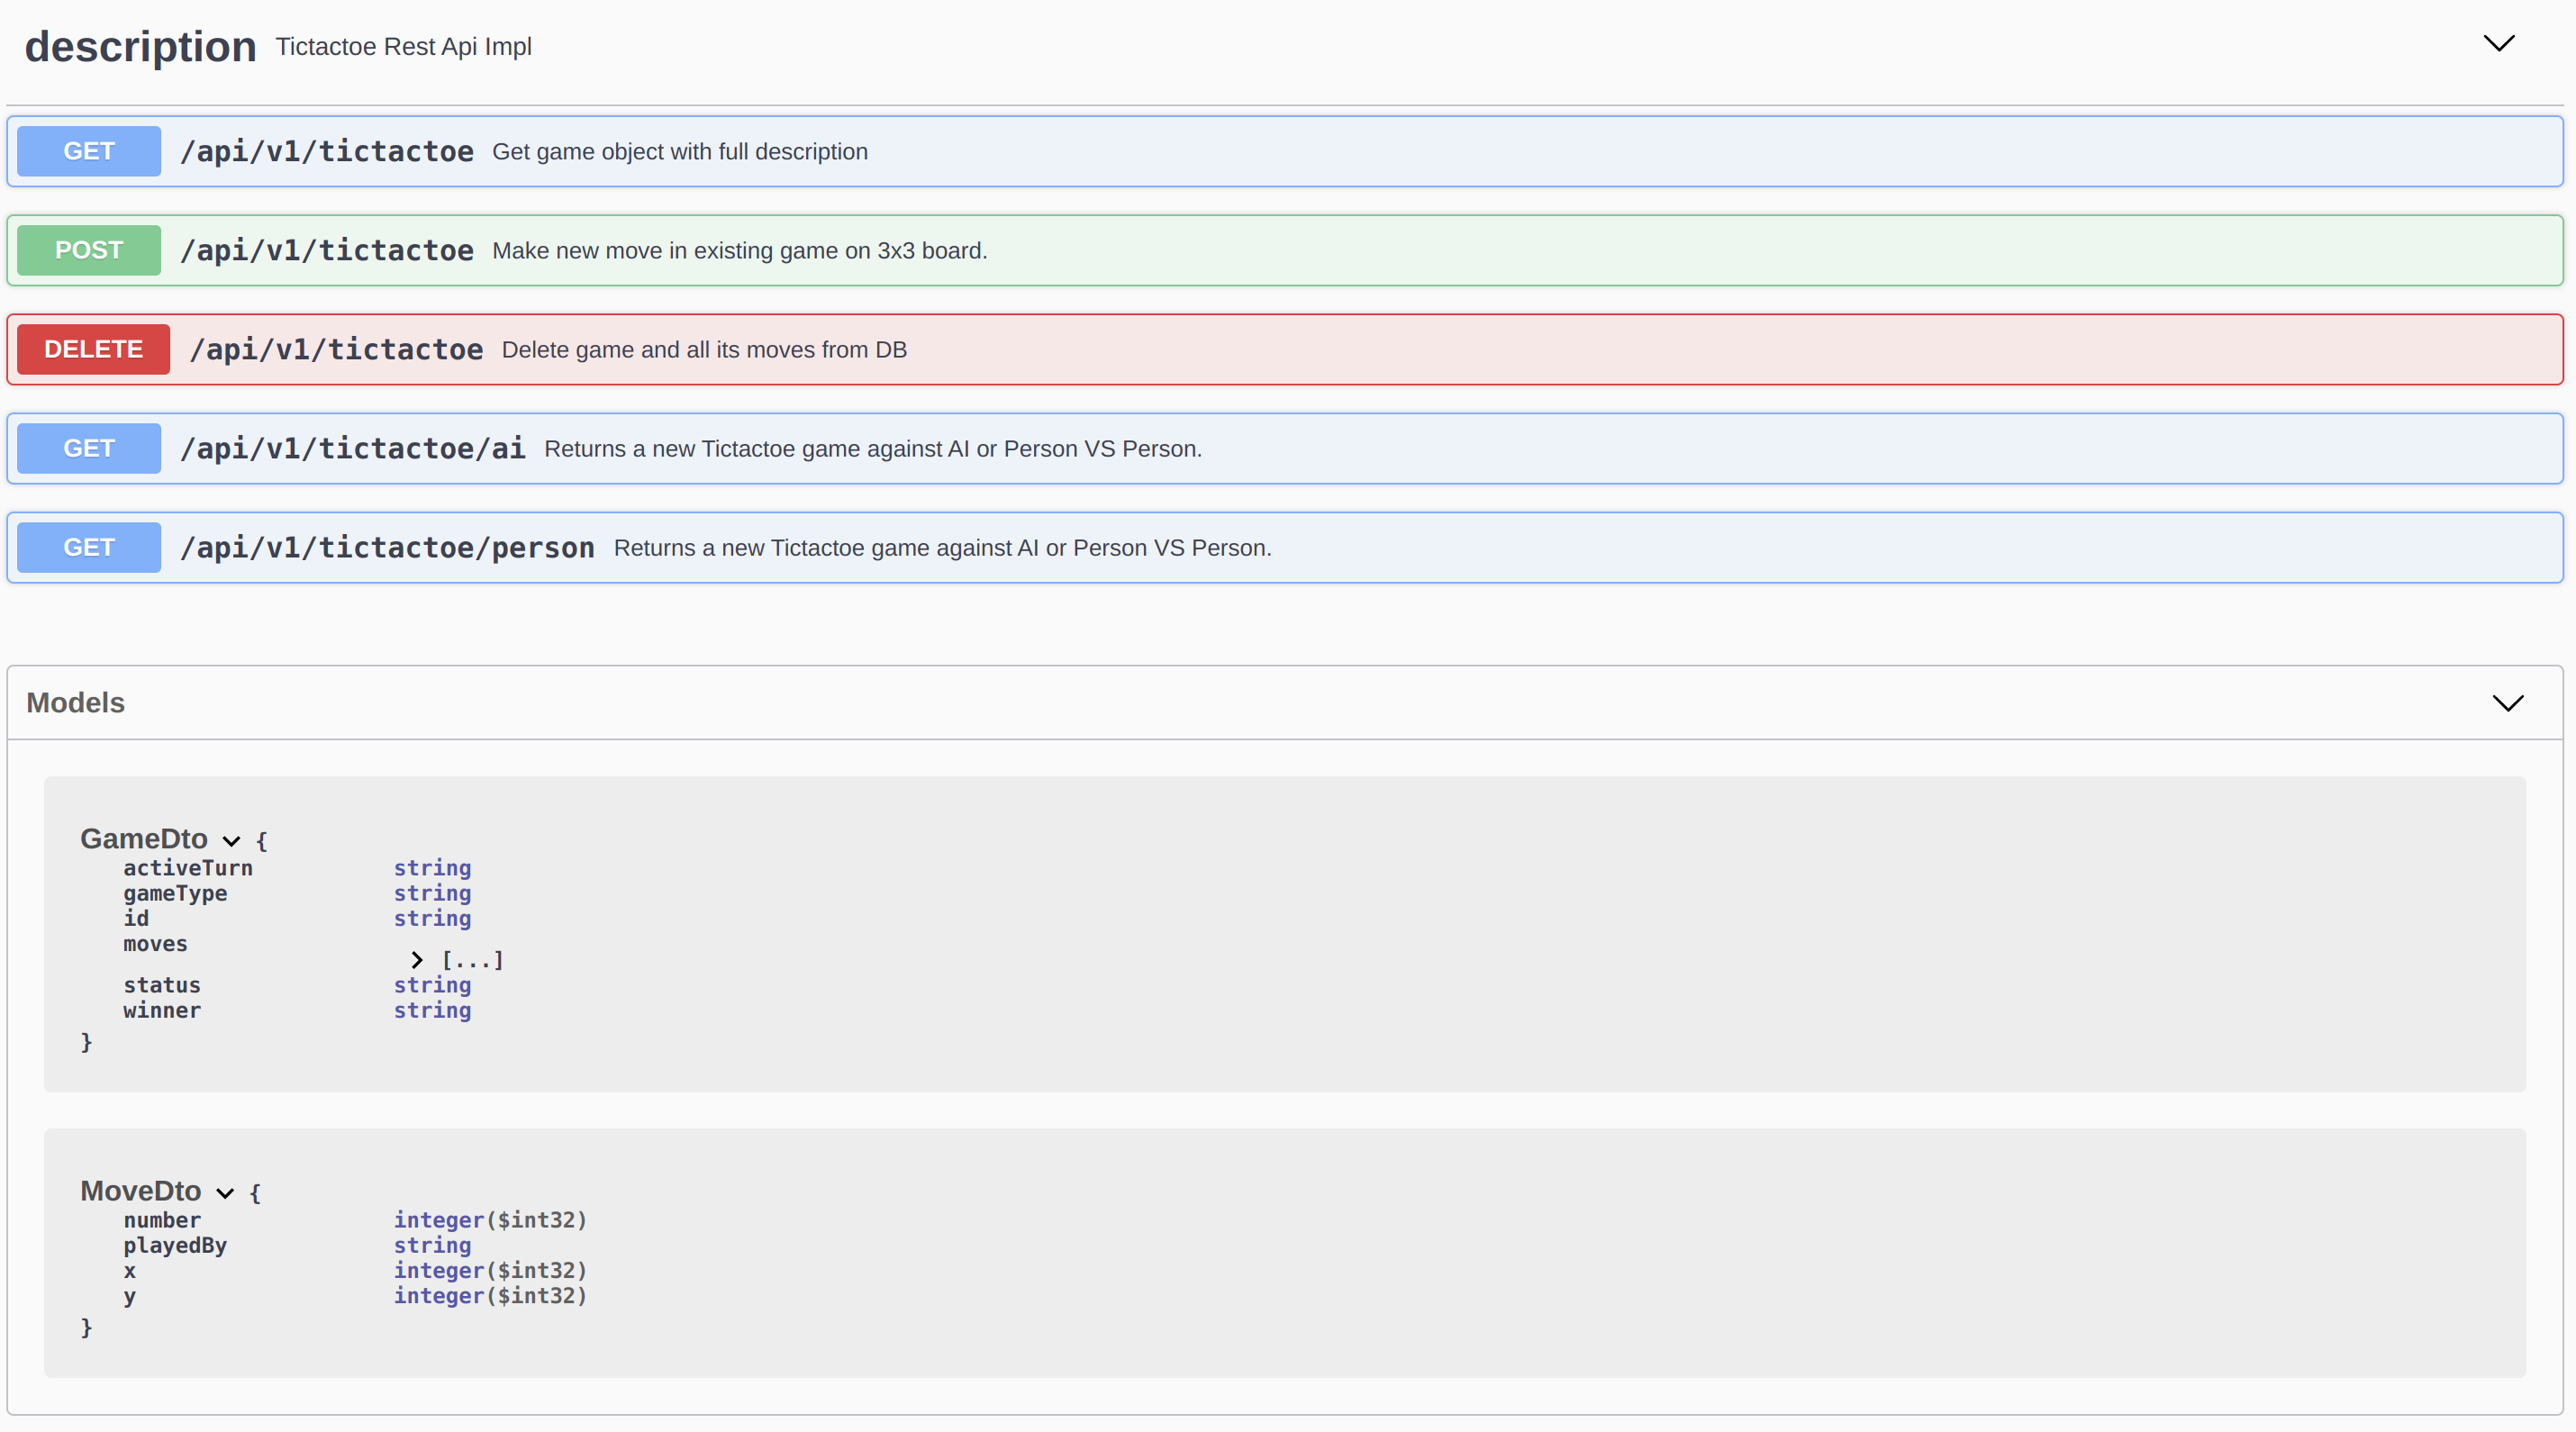 description Tictactoe Rest Api Impl
GET /api/v1/tictactoe Get game object with full description
POST /api/v1/tictactoe Make new move in existing game on 3x3 board.
DELETE /api/v1/tictactoe Delete game and all its moves from DB
GET /api/v1/tictactoe/ai Returns a new Tictactoe game against AI or Person VS Person.
GET /api/v1/tictactoe/person Returns a new Tictactoe game against AI or Person VS Person.
Models
GameDto {
activeTurn string
gameType string
id string
moves
[...]
status string
winner string
}
MoveDto {
number integer($int32)
playedBy string
x integer($int32)
y integer($int32)
}